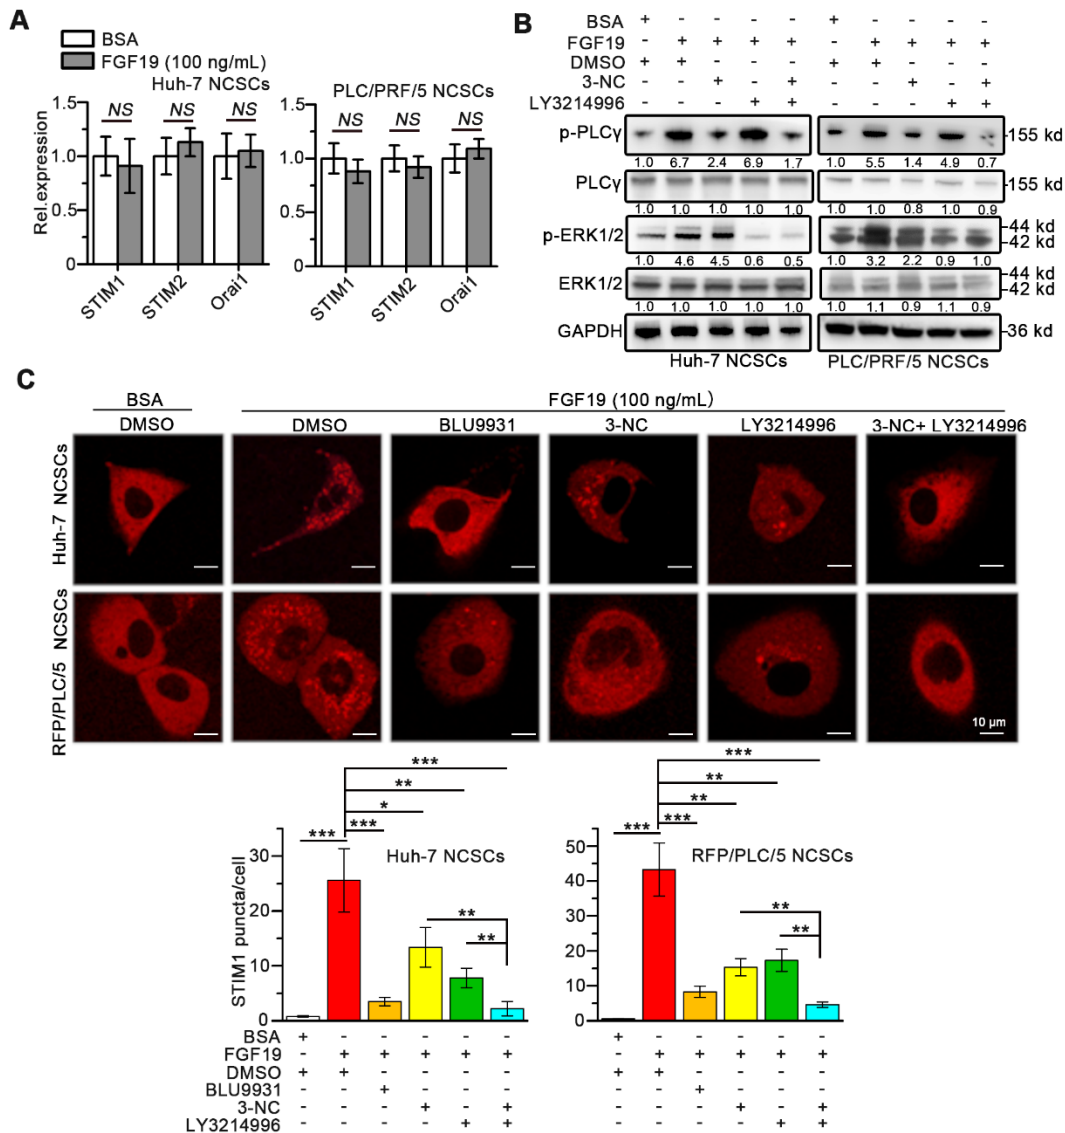 A
BSA
FGF19 (100 ng/mL)
Huh-7 NCSCs
PLC/PRF/5 NCSCs
Rel.expression
1.5
1.0
0.5
0
NS NS NS
STIM1 STIM2 Orai1
1.5
1.0
0.5
0
NS NS NS
STIM1 STIM2 Orai1
B
BSA + - - - - + - - - -
FGF19 - + + + + - + + + +
DMSO + + - - - + + - - -
3-NC - - + - + - - + - +
LY3214996 - - - + + - - - + +
p-PLCγ 155 kd
1.0 6.7 2.4 6.9 1.7 1.0 5.5 1.4 4.9 0.7
PLCγ 155 kd
1.0 1.0 1.0 1.0 1.0 1.0 1.0 0.8 1.0 0.9
p-ERK1/2 44 kd
42 kd
1.0 4.6 4.5 0.6 0.5 1.0 3.2 2.2 0.9 1.0
ERK1/2 44 kd
42 kd
1.0 1.0 1.0 1.0 1.0 1.0 1.1 0.9 1.1 0.9
GAPDH 36 kd
Huh-7 NCSCs PLC/PRF/5 NCSCs
C
BSA FGF19 (100 ng/mL)
DMSO DMSO BLU9931 3-NC LY3214996 3-NC+ LY3214996
Huh-7 NCSCs
RFP/PLC/5 NCSCs
10 µm
STIM1 puncta/cell
Huh-7 NCSCs
30
20
10
0
***
**
*
***
***
**
**
RFP/PLC/5 NCSCs
50
40
30
20
10
0
***
**
**
***
***
**
**
BSA + - - - - - + - - - - -
FGF19 - + + + + + - + + + + +
DMSO + + - - - - + + - - - -
BLU9931 - - + - - - - - + - - -
3-NC - - - + - + - - - + - +
LY3214996 - - - - + + - - - - + +